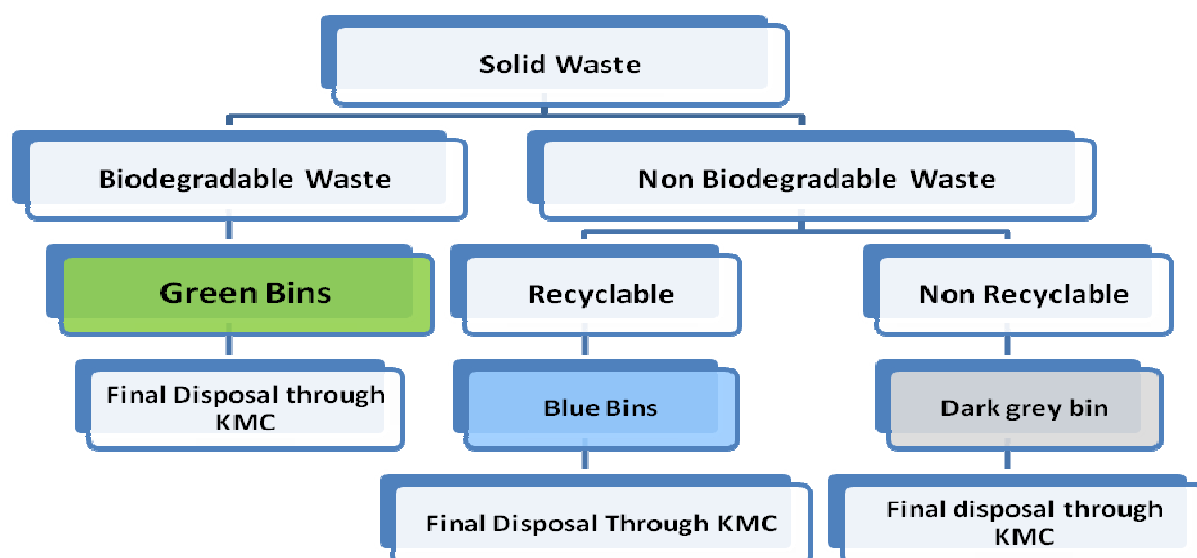 Solid Waste
Biodegradable Waste
Non Biodegradable Waste
Green Bins
Recyclable
Non Recyclable
Final Disposal through
KMC
Blue Bins
Dark grey bin
Final Disposal Through KMC
Final disposal through
KMC